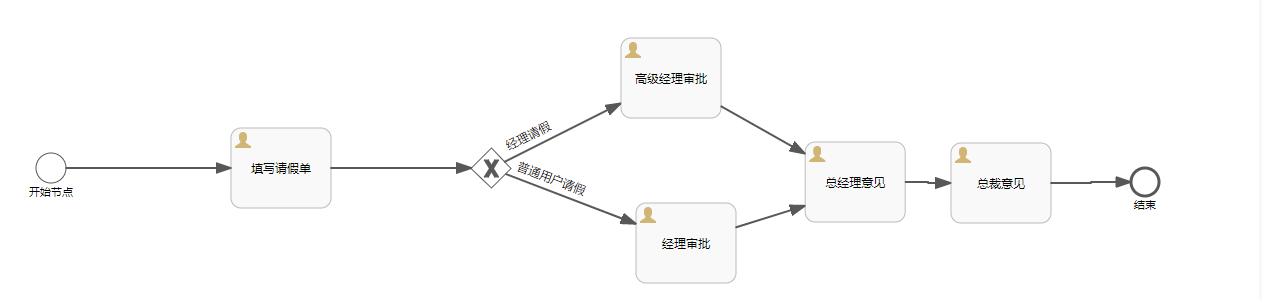 开始节点
填写请假单
经理请假
普通用户请假
高级经理审批
经理审批
总经理意见
总裁意见
结束